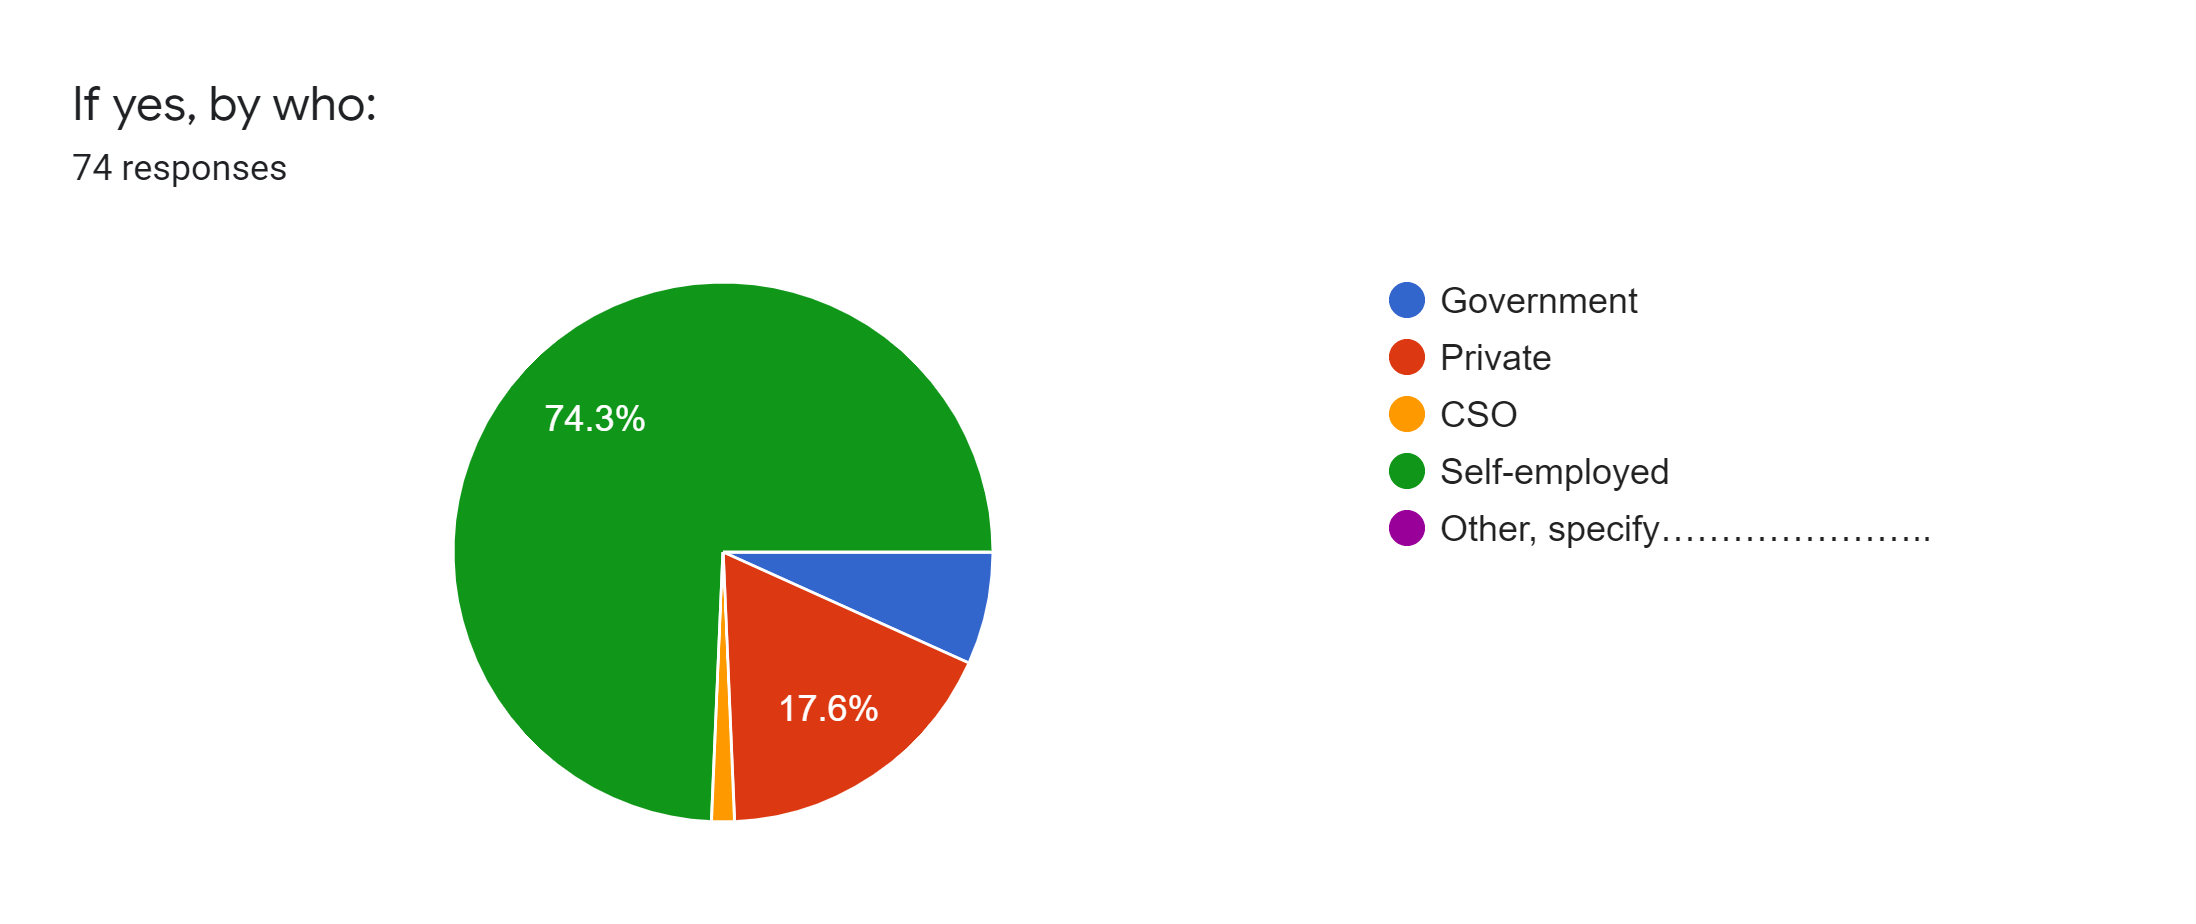 If yes, by who:
74 responses
74.3%
17.6%
Government
Private
CSO
Self-employed
Other, specify……………………..